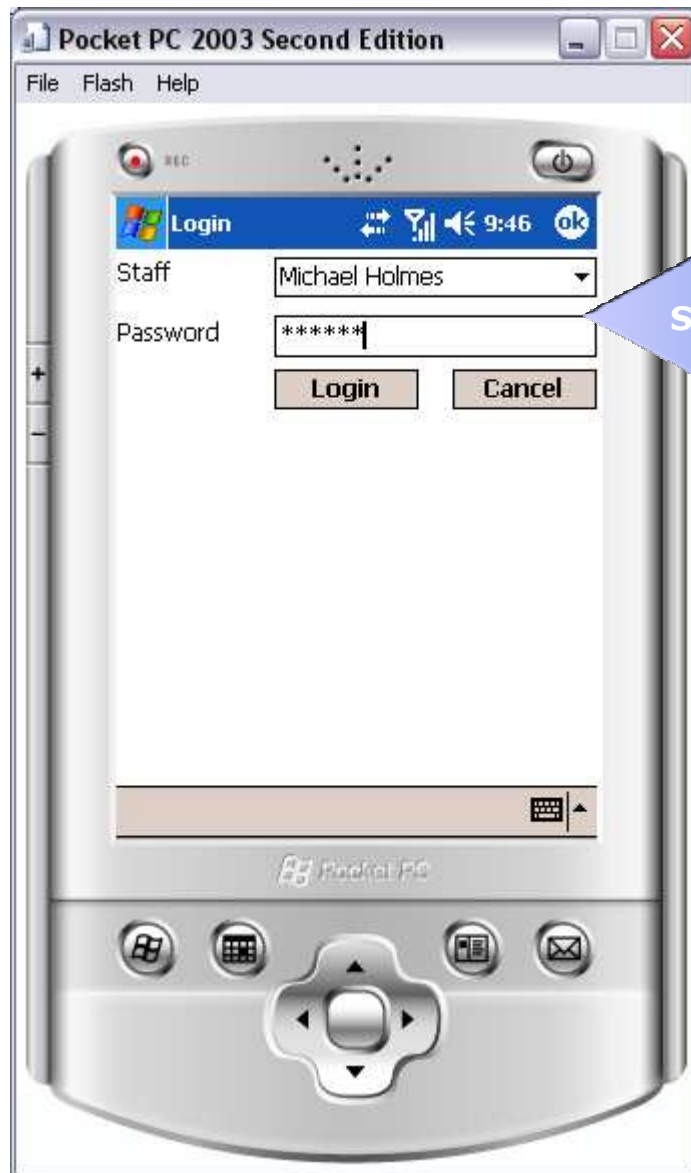 Pocket PC 2003 Second Edition
File Flash Help
REC
Login 9:46 ok
Staff Michael Holmes
Password ******
S
Login Cancel
+
-
Pocket PC